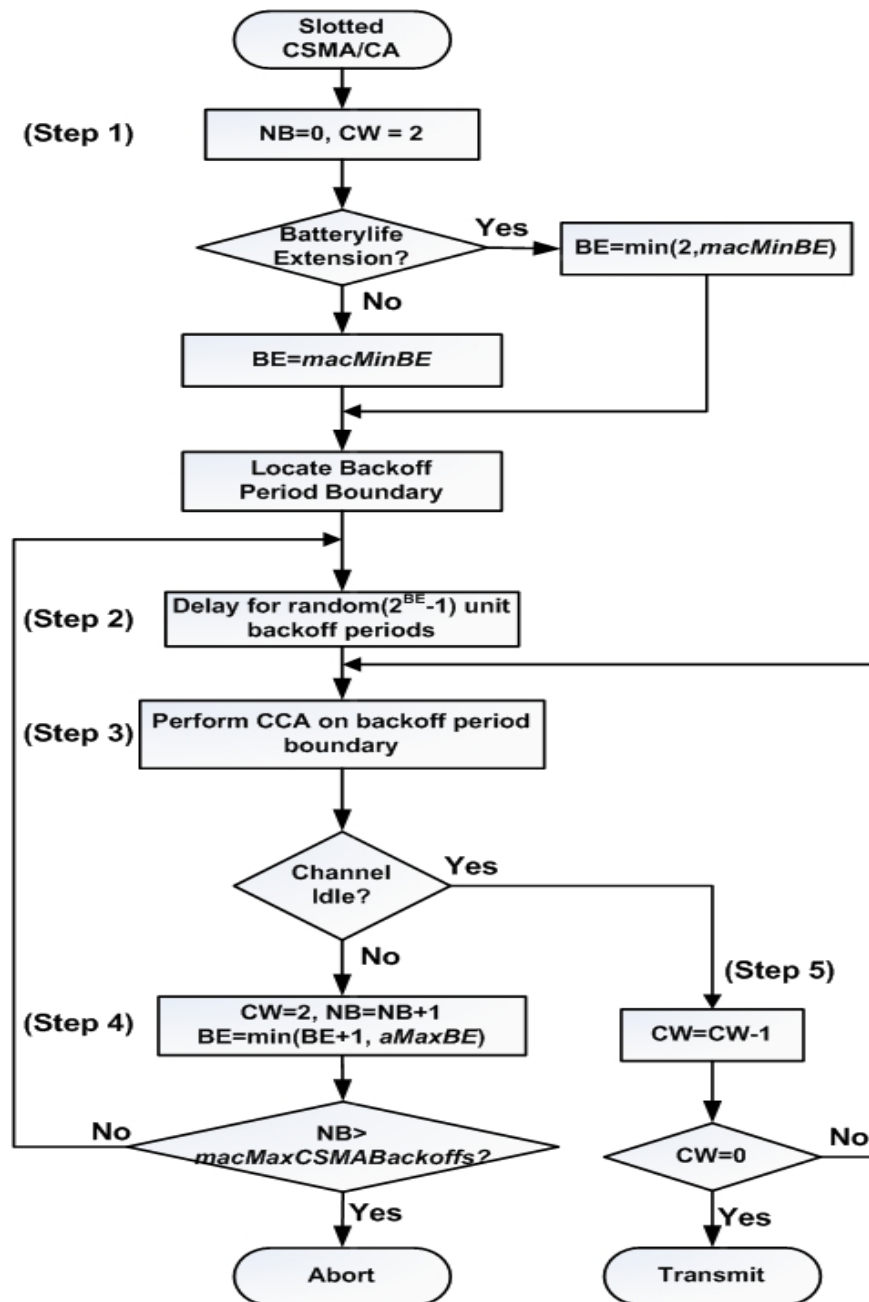 Slotted
CSMA/CA
(Step 1)
NB=0, CW = 2
Batterylife
Extension?
Yes
BE=min(2,macMinBE)
No
BE=macMinBE
Locate Backoff
Period Boundary
(Step 2)
Delay for random(2^BE-1) unit
backoff periods
(Step 3)
Perform CCA on backoff period
boundary
Channel
Idle?
Yes
No
(Step 5)
(Step 4)
CW=2, NB=NB+1
BE=min(BE+1, aMaxBE)
CW=CW-1
No
NB>
macMaxCSMABackoffs?
CW=0
No
Yes
Yes
Abort
Transmit